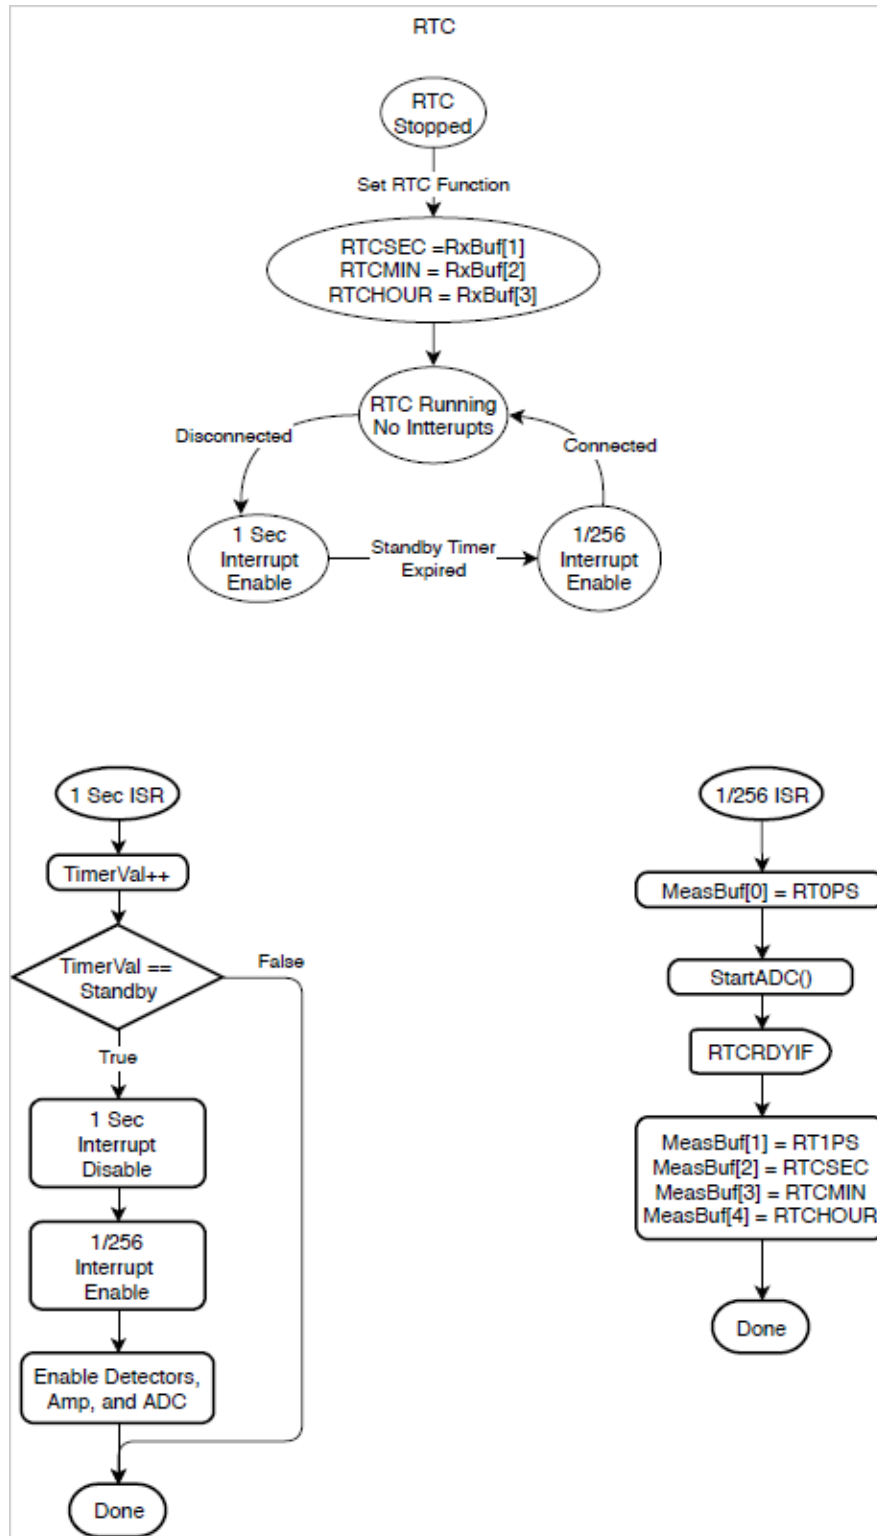 RTC
RTC
Stopped
Set RTC Function
RTCSEC =RxBuf[1]
RTCMIN = RxBuf[2]
RTCHOUR = RxBuf[3]
RTC Running
No Intterupts
Disconnected
Connected
1 Sec
Interrupt
Enable
Standby Timer
Expired
1/256
Interrupt
Enable
1 Sec ISR
TimerVal++
TimerVal ==
Standby
False
True
1 Sec
Interrupt
Disable
1/256
Interrupt
Enable
Enable Detectors,
Amp, and ADC
Done
1/256 ISR
MeasBuf[0] = RT0PS
StartADC()
RTCRDYIF
MeasBuf[1] = RT1PS
MeasBuf[2] = RTCSEC
MeasBuf[3] = RTCMIN
MeasBuf[4] = RTCHOUR
Done